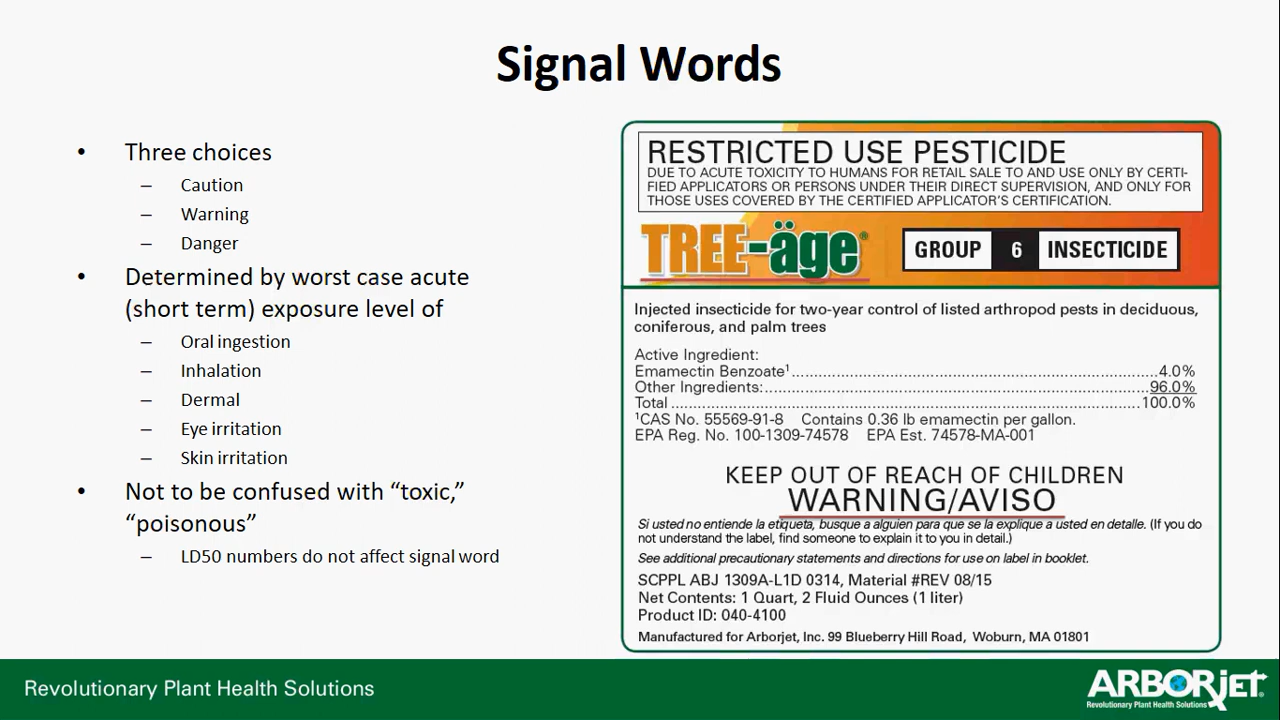 Signal Words
• Three choices
– Caution
– Warning
– Danger
• Determined by worst case acute
(short term) exposure level of
– Oral ingestion
– Inhalation
– Dermal
– Eye irritation
– Skin irritation
• Not to be confused with “toxic,”
“poisonous”
– LD50 numbers do not affect signal word
RESTRICTED USE PESTICIDE
DUE TO ACUTE TOXICITY TO HUMANS FOR RETAIL SALE TO AND USE ONLY BY CERTI-
FIED APPLICATORS OR PERSONS UNDER THEIR DIRECT SUPERVISION, AND ONLY FOR
THOSE USES COVERED BY THE CERTIFIED APPLICATOR’S CERTIFICATION.
TREE-äge®
GROUP 6 INSECTICIDE
Injected insecticide for two-year control of listed arthropod pests in deciduous,
coniferous, and palm trees
Active Ingredient:
Emamectin Benzoate¹....................................................................4.0%
Other Ingredients:........................................................................96.0%
Total............................................................................................100.0%
¹CAS No. 55569-91-8 Contains 0.36 lb emamectin per gallon.
EPA Reg. No. 100-1309-74578 EPA Est. 74578-MA-001
KEEP OUT OF REACH OF CHILDREN
WARNING/AVISO
Si usted no entiende la etiqueta, busque a alguien para que se la explique a usted en detalle. (If you do
not understand the label, find someone to explain it to you in detail.)
See additional precautionary statements and directions for use on label in booklet.
SCPPL ABJ 1309A-L1D 0314, Material #REV 08/15
Net Contents: 1 Quart, 2 Fluid Ounces (1 liter)
Product ID: 040-4100
Manufactured for Arborjet, Inc. 99 Blueberry Hill Road, Woburn, MA 01801
Revolutionary Plant Health Solutions
ARBORjet®
Revolutionary Plant Health Solutions